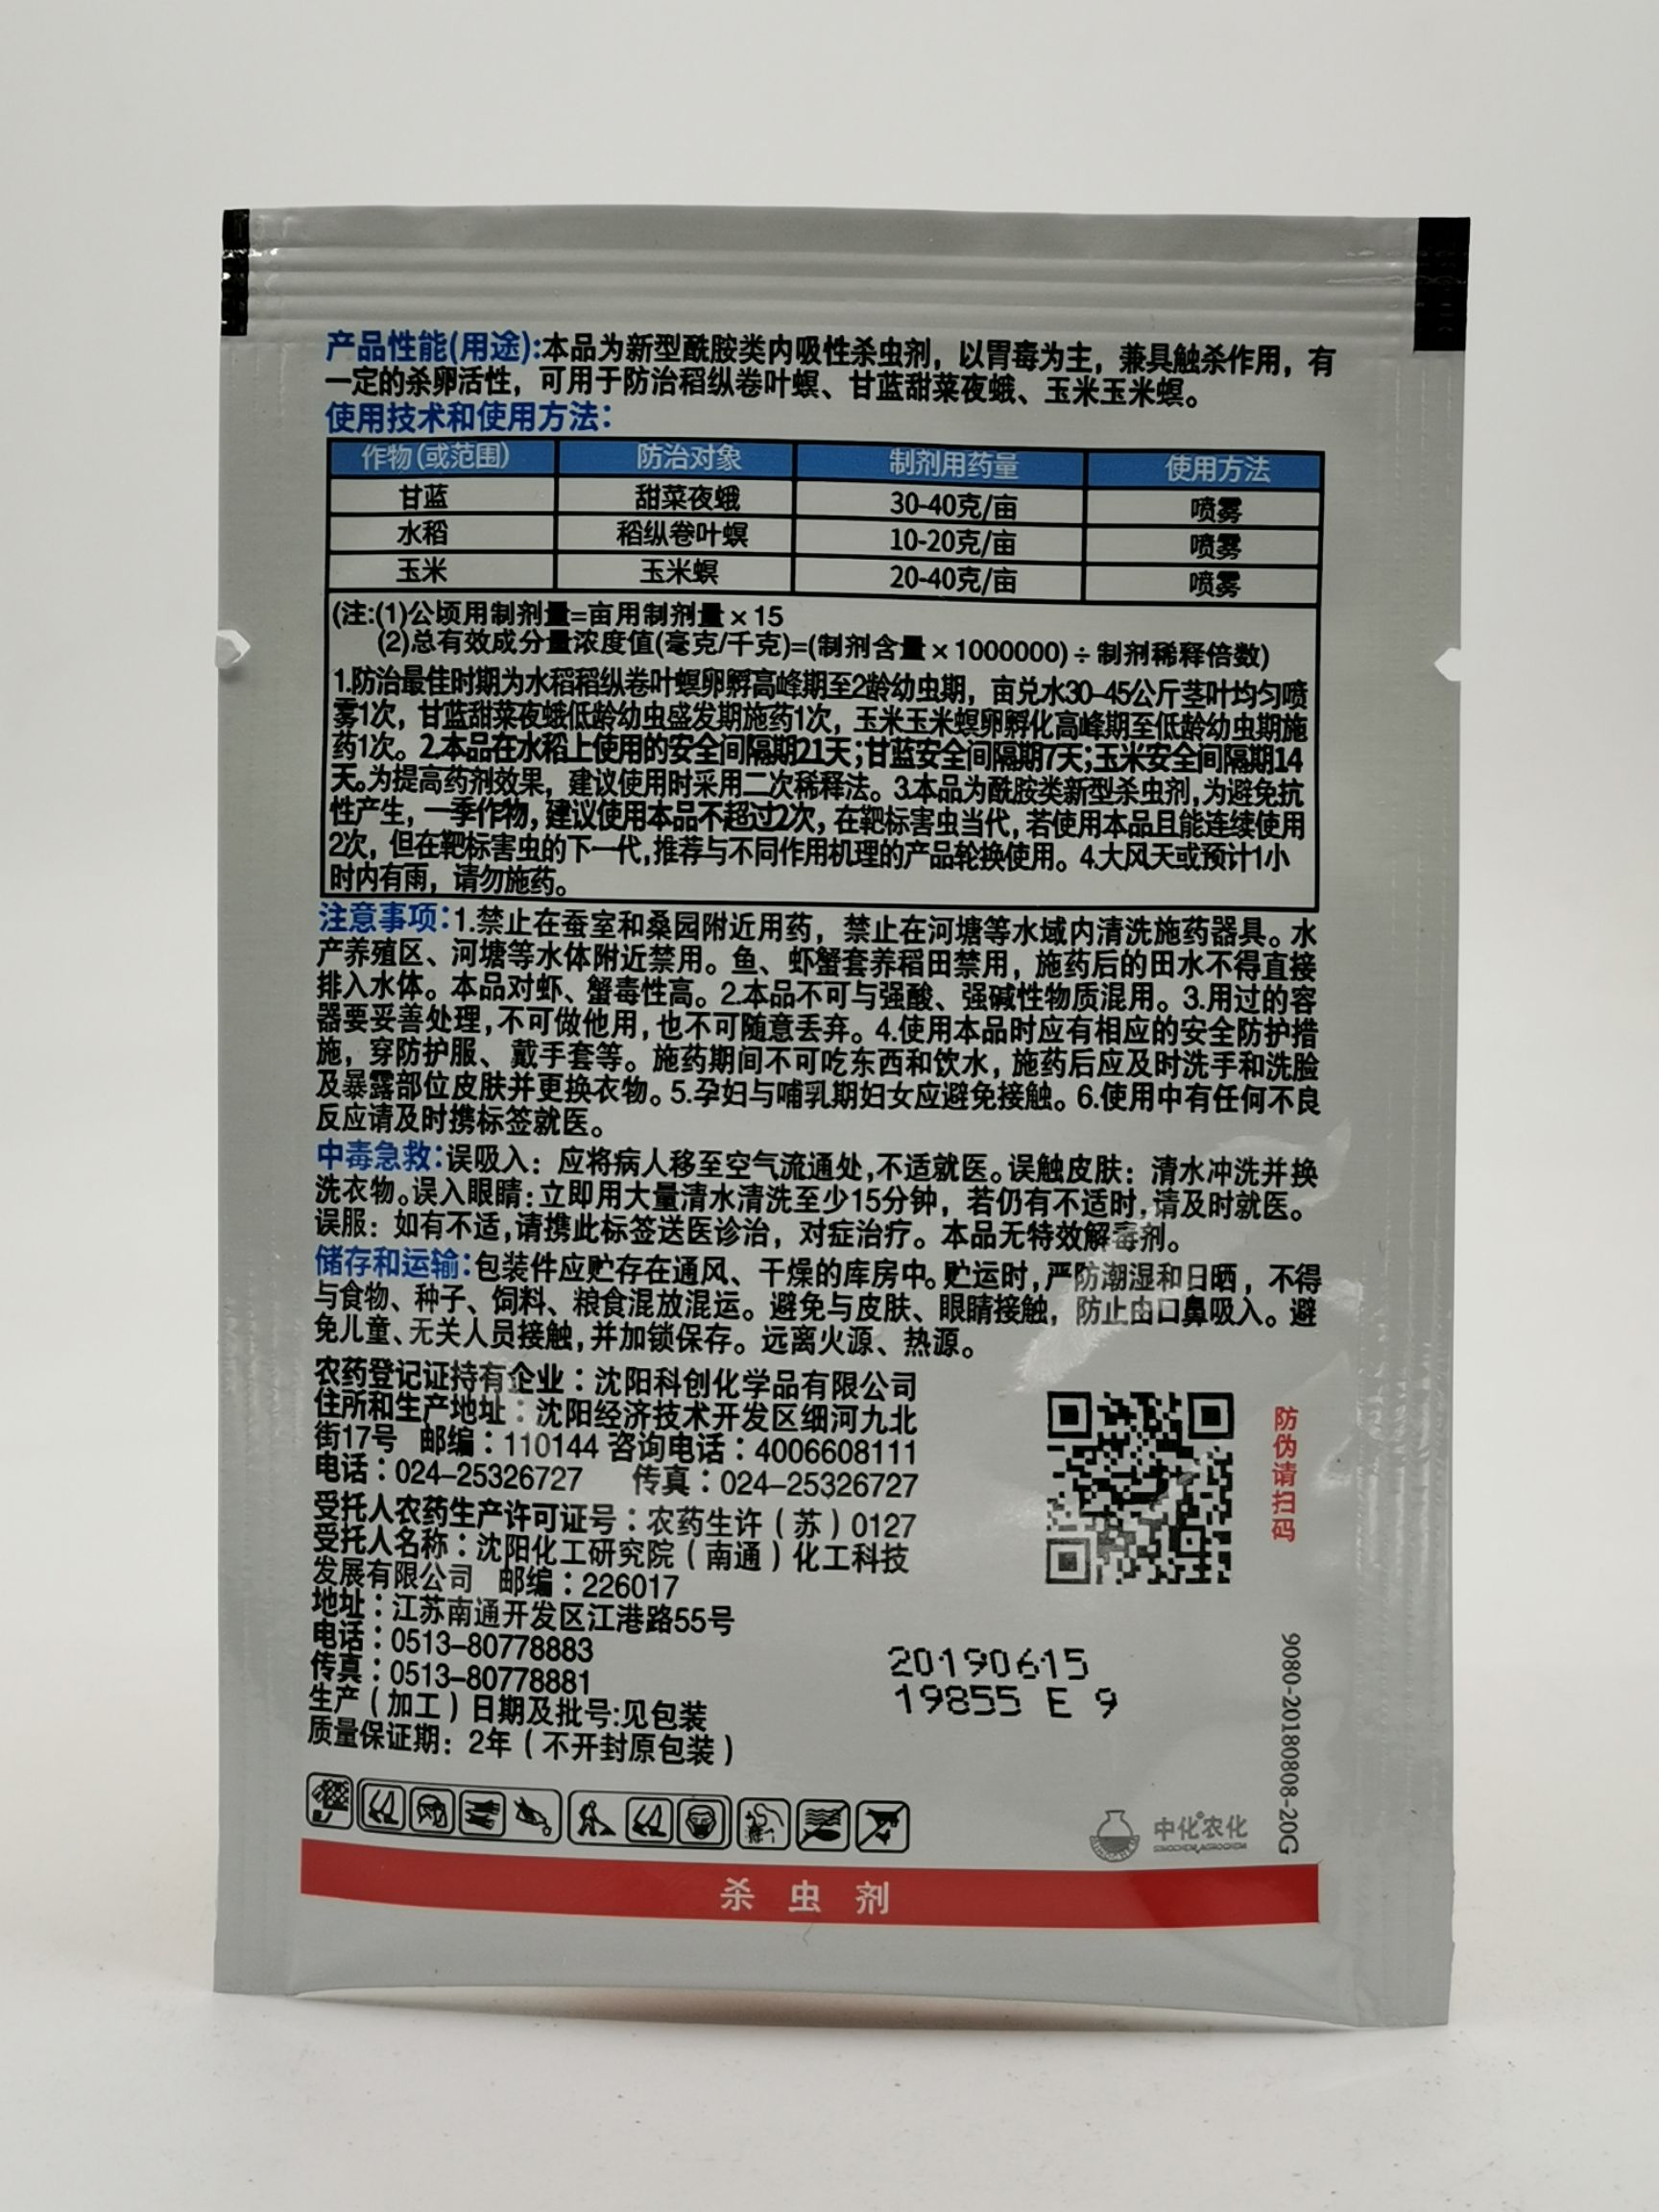 产品性能(用途):本品为新型酰胺类内吸性杀虫剂，以胃毒为主，兼具触杀作用，有
一定的杀卵活性，可用于防治稻纵卷叶螟、甘蓝甜菜夜蛾、玉米玉米螟。
使用技术和使用方法：
作物(或范围) 防治对象 制剂用药量 使用方法
甘蓝 甜菜夜蛾 30-40克/亩 喷雾
水稻 稻纵卷叶螟 10-20克/亩 喷雾
玉米 玉米螟 20-40克/亩 喷雾
(注:(1)公顷用制剂量=亩用制剂量×15
(2)总有效成分量浓度值(毫克/千克)=(制剂含量×1000000)÷制剂稀释倍数)
1.防治最佳时期为水稻稻纵卷叶螟卵孵高峰期至2龄幼虫期，亩兑水30-45公斤茎叶均匀喷
雾1次，甘蓝甜菜夜蛾低龄幼虫盛发期施药1次，玉米玉米螟卵孵化高峰期至低龄幼虫期施
药1次。2.本品在水稻上使用的安全间隔期21天;甘蓝安全间隔期7天;玉米安全间隔期14
天。为提高药剂效果，建议使用时采用二次稀释法。3.本品为酰胺类新型杀虫剂,为避免抗
性产生，一季作物，建议使用本品不超过2次，在靶标害虫当代，若使用本品且能连续使用
2次，但在靶标害虫的下一代,推荐与不同作用机理的产品轮换使用。4.大风天或预计1小
时内有雨，请勿施药。
注意事项:1.禁止在蚕室和桑园附近用药，禁止在河塘等水域内清洗施药器具。水
产养殖区、河塘等水体附近禁用。鱼、虾蟹套养稻田禁用，施药后的田水不得直接
排入水体。本品对虾、蟹毒性高。2.本品不可与强酸、强碱性物质混用。3.用过的容
器要妥善处理,不可做他用,也不可随意丢弃。4.使用本品时应有相应的安全防护措
施，穿防护服、戴手套等。施药期间不可吃东西和饮水，施药后应及时洗手和洗脸
及暴露部位皮肤并更换衣物。5.孕妇与哺乳期妇女应避免接触。6.使用中有任何不良
反应请及时携标签就医。
中毒急救:误吸入：应将病人移至空气流通处,不适就医。误触皮肤：清水冲洗并换
洗衣物。误入眼睛:立即用大量清水清洗至少15分钟，若仍有不适时,请及时就医。
误服：如有不适,请携此标签送医诊治，对症治疗。本品无特效解毒剂。
储存和运输:包装件应贮存在通风、干燥的库房中。贮运时,严防潮湿和日晒，不得
与食物、种子、饲料、粮食混放混运。避免与皮肤、眼睛接触，防止由口鼻吸入。避
免儿童、无关人员接触,并加锁保存。远离火源、热源。
农药登记证持有企业：沈阳科创化学品有限公司
住所和生产地址：沈阳经济技术开发区细河九北
街17号 邮编：110144 咨询电话：4006608111
电话：024-25326727 传真：024-25326727
受托人农药生产许可证号：农药生许（苏）0127
受托人名称：沈阳化工研究院（南通）化工科技
发展有限公司 邮编：226017
地址：江苏南通开发区江港路55号
电话：0513-80778883
传真：0513-80778881
生产（加工）日期及批号:见包装
质量保证期：2年（不开封原包装）
防伪请扫码
20190615
19855 E 9
9080-20180808-20G
中化®农化
SINOCHEM AGROCHEM
杀虫剂